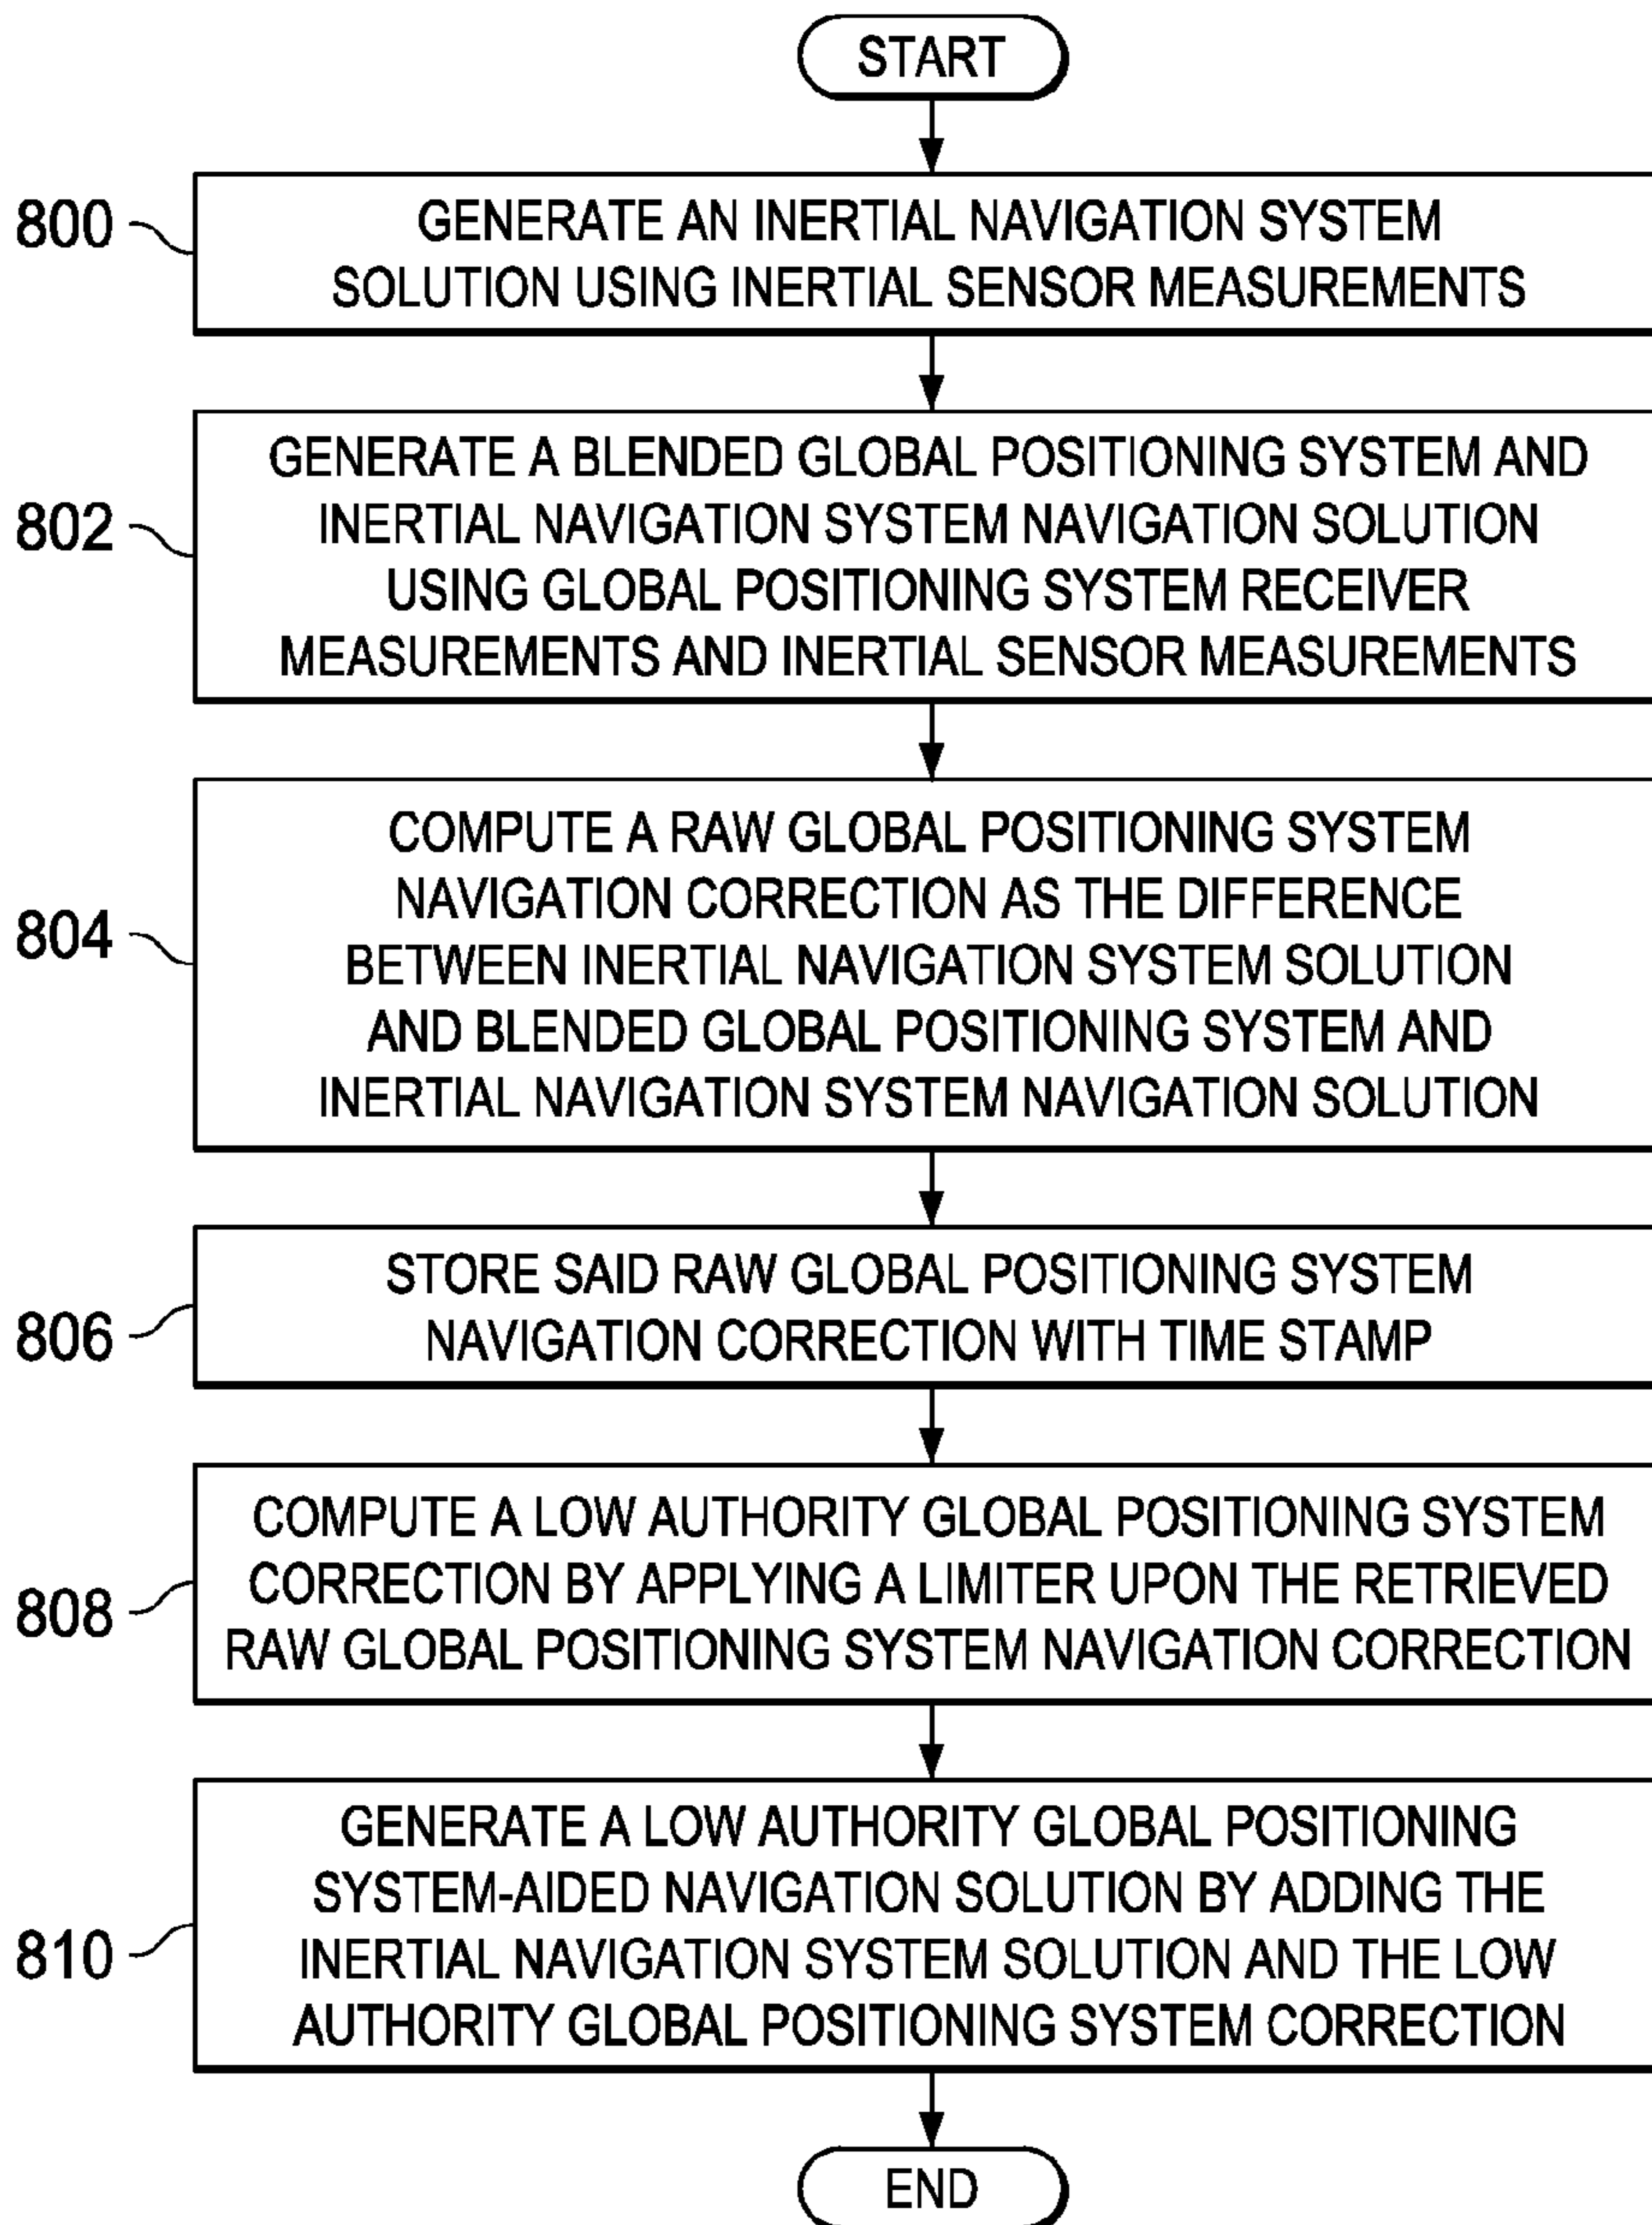 START
800
GENERATE AN INERTIAL NAVIGATION SYSTEM
SOLUTION USING INERTIAL SENSOR MEASUREMENTS
802
GENERATE A BLENDED GLOBAL POSITIONING SYSTEM AND
INERTIAL NAVIGATION SYSTEM NAVIGATION SOLUTION
USING GLOBAL POSITIONING SYSTEM RECEIVER
MEASUREMENTS AND INERTIAL SENSOR MEASUREMENTS
804
COMPUTE A RAW GLOBAL POSITIONING SYSTEM
NAVIGATION CORRECTION AS THE DIFFERENCE
BETWEEN INERTIAL NAVIGATION SYSTEM SOLUTION
AND BLENDED GLOBAL POSITIONING SYSTEM AND
INERTIAL NAVIGATION SYSTEM NAVIGATION SOLUTION
806
STORE SAID RAW GLOBAL POSITIONING SYSTEM
NAVIGATION CORRECTION WITH TIME STAMP
808
COMPUTE A LOW AUTHORITY GLOBAL POSITIONING SYSTEM
CORRECTION BY APPLYING A LIMITER UPON THE RETRIEVED
RAW GLOBAL POSITIONING SYSTEM NAVIGATION CORRECTION
810
GENERATE A LOW AUTHORITY GLOBAL POSITIONING
SYSTEM-AIDED NAVIGATION SOLUTION BY ADDING THE
INERTIAL NAVIGATION SYSTEM SOLUTION AND THE LOW
AUTHORITY GLOBAL POSITIONING SYSTEM CORRECTION
END